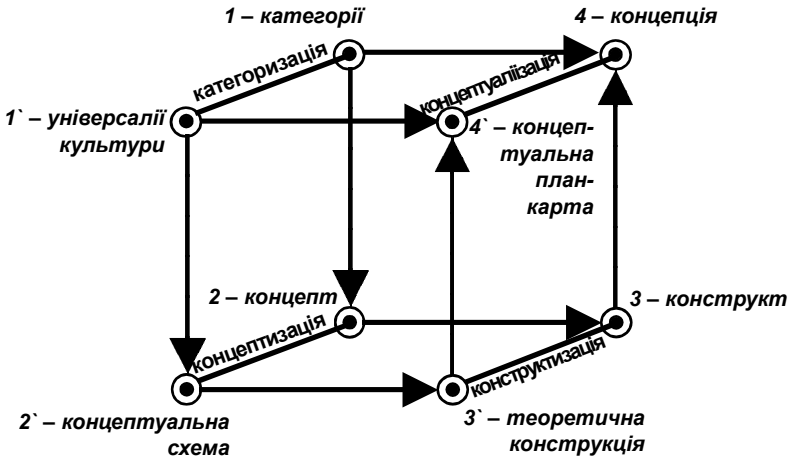 1 – категорії
4 – концепція
категоризація
концептуаліізація
1` – універсалії
культури
4` – концеп-
туальна
план-
карта
2 – концепт
3 – конструкт
концептизація
конструктизація
2` – концептуальна
схема
3` – теоретична
конструкція